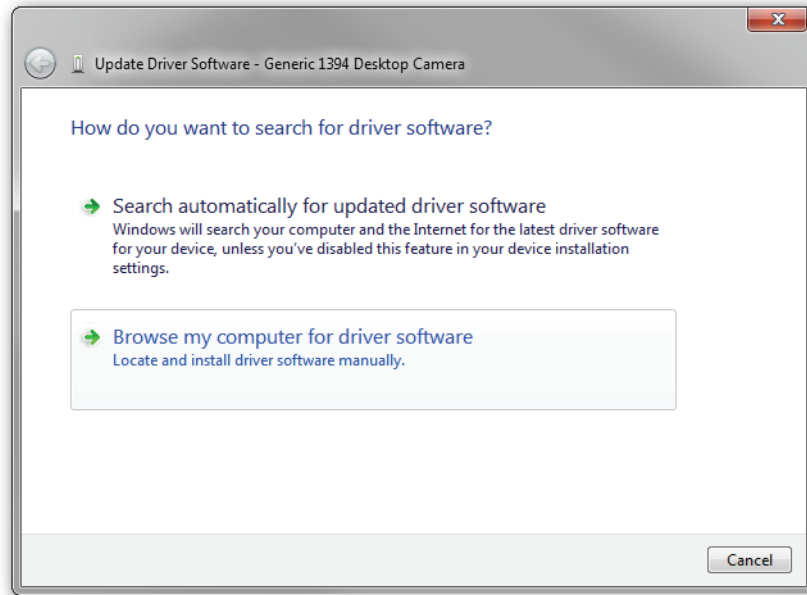 Update Driver Software - Generic 1394 Desktop Camera
How do you want to search for driver software?
Search automatically for updated driver software
Windows will search your computer and the Internet for the latest driver software
for your device, unless you've disabled this feature in your device installation
settings.
Browse my computer for driver software
Locate and install driver software manually.
Cancel